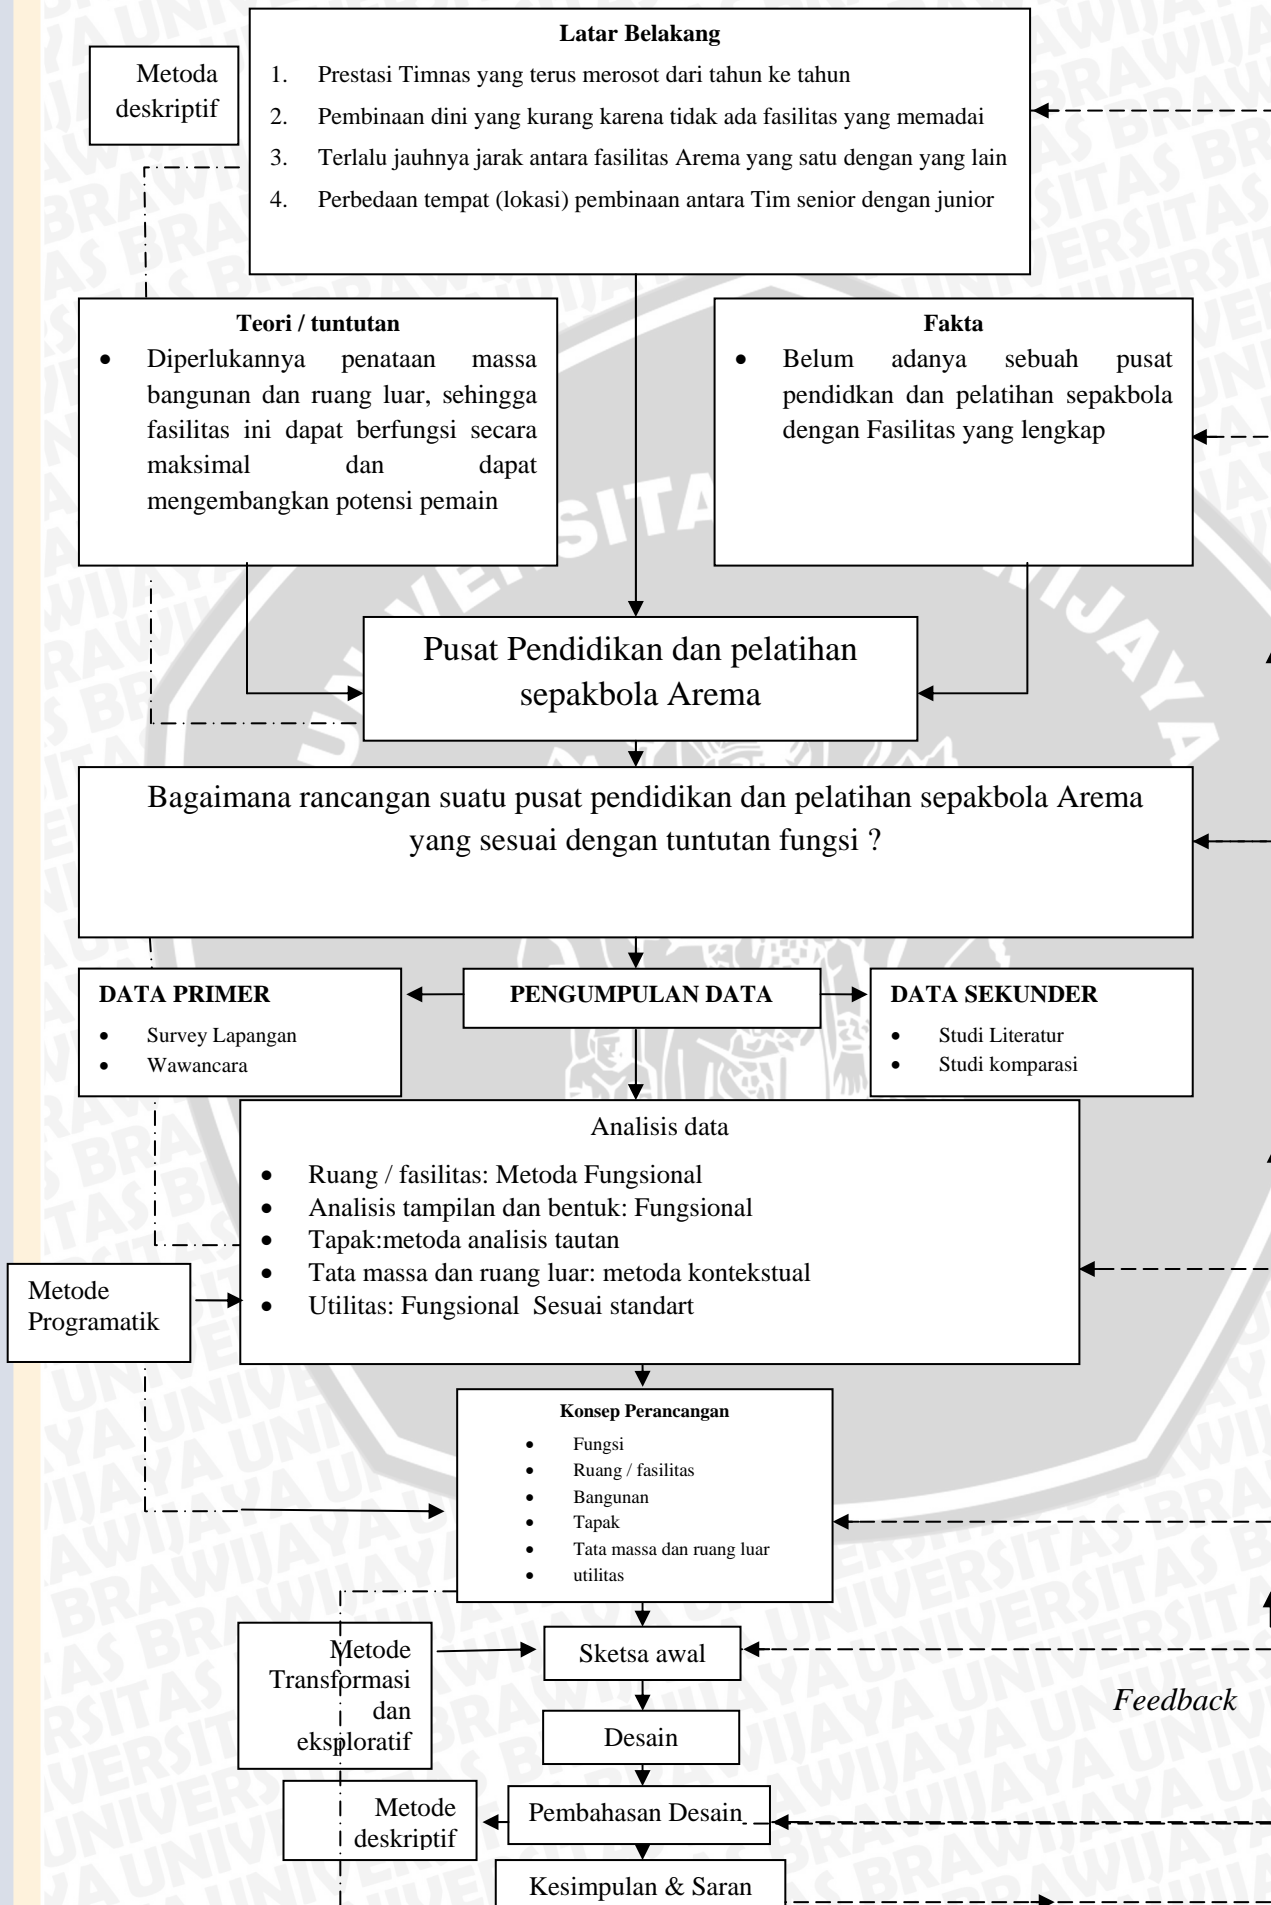 Latar Belakang
Metoda
deskriptif
1. Prestasi Timnas yang terus merosot dari tahun ke tahun
2. Pembinaan dini yang kurang karena tidak ada fasilitas yang memadai
3. Terlalu jauhnya jarak antara fasilitas Arema yang satu dengan yang lain
4. Perbedaan tempat (lokasi) pembinaan antara Tim senior dengan junior
Teori / tuntutan
• Diperlukannya penataan massa
bangunan dan ruang luar, sehingga
fasilitas ini dapat berfungsi secara
maksimal dan dapat
mengembangkan potensi pemain
Fakta
• Belum adanya sebuah pusat
pendidkan dan pelatihan sepakbola
dengan Fasilitas yang lengkap
Pusat Pendidikan dan pelatihan
sepakbola Arema
Bagaimana rancangan suatu pusat pendidikan dan pelatihan sepakbola Arema
yang sesuai dengan tuntutan fungsi ?
DATA PRIMER
• Survey Lapangan
• Wawancara
PENGUMPULAN DATA
DATA SEKUNDER
• Studi Literatur
• Studi komparasi
Analisis data
• Ruang / fasilitas: Metoda Fungsional
• Analisis tampilan dan bentuk: Fungsional
• Tapak:metoda analisis tautan
• Tata massa dan ruang luar: metoda kontekstual
• Utilitas: Fungsional Sesuai standart
Metode
Programatik
Konsep Perancangan
• Fungsi
• Ruang / fasilitas
• Bangunan
• Tapak
• Tata massa dan ruang luar
• utilitas
Metode
Transformasi
dan
eksploratif
Sketsa awal
Feedback
Desain
Metode
deskriptif
Pembahasan Desain
Kesimpulan & Saran